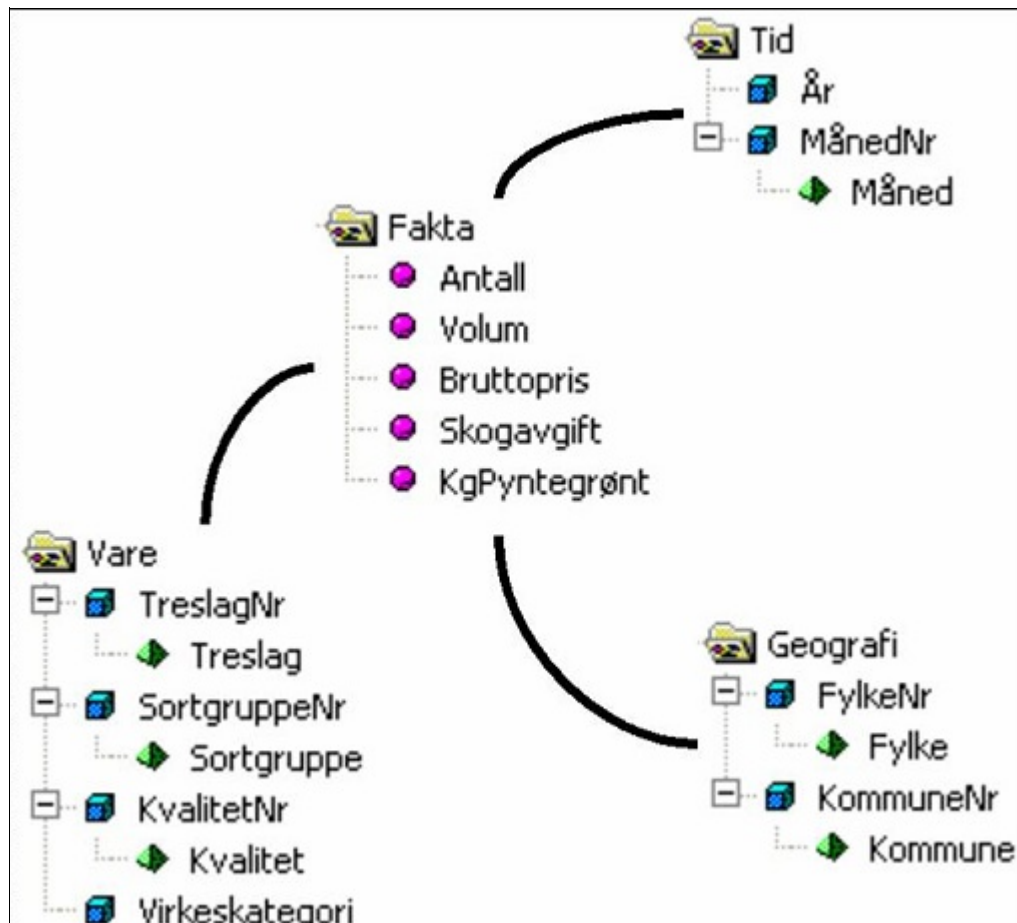 Tid
År
MånedNr
Måned
Fakta
Antall
Volum
Bruttopris
Skogavgift
KgPyntegrønt
Vare
TreslagNr
Treslag
SortgruppeNr
Sortgruppe
KvalitetNr
Kvalitet
Virkeskategori
Geografi
FylkeNr
Fylke
KommuneNr
Kommune